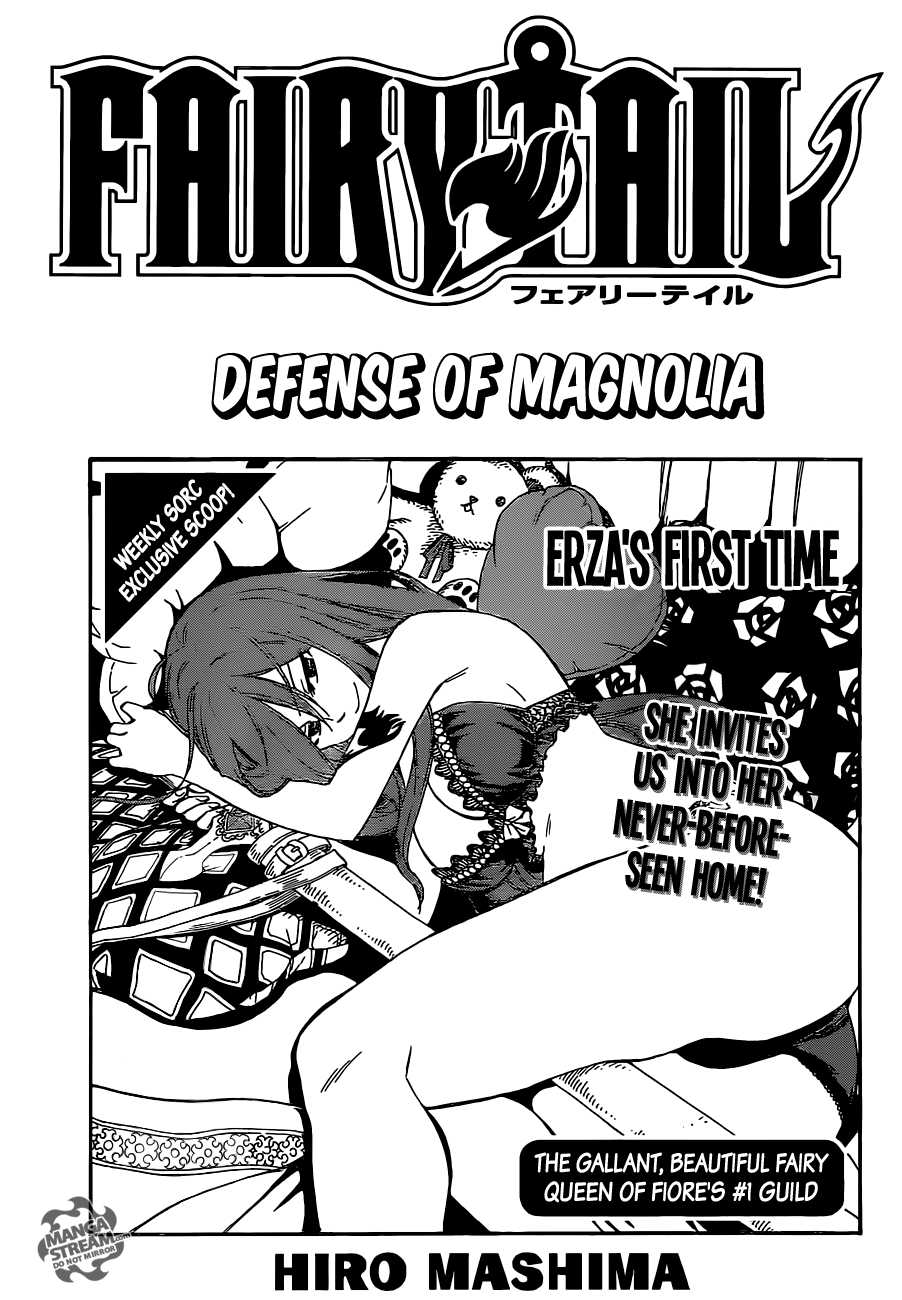 FAIRY TAIL
フェアリーテイル
DEFENSE OF MAGNOLIA
WEEKLY SORC
EXCLUSIVE SCOOP!
ERZA'S FIRST TIME
SHE INVITES
US INTO HER
NEVER-BEFORE-
SEEN HOME!
THE GALLANT, BEAUTIFUL FAIRY
QUEEN OF FIORE'S #1 GUILD
MANGA
STREAM.com
DO NOT MIRROR
HIRO MASHIMA